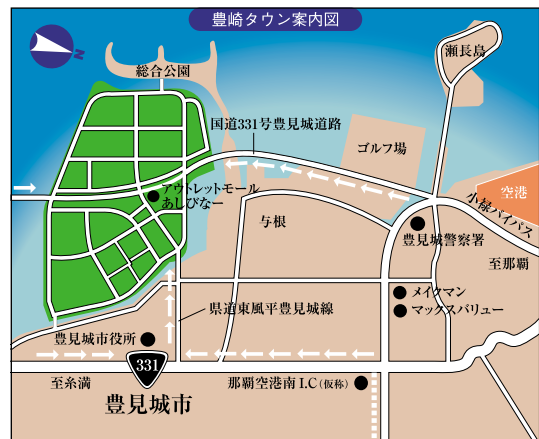 豊崎タウン案内図
N
瀬長島
総合公園
国道331号豊見城道路
ゴルフ場
空港
アウトレットモール
あしびなー
小禄バイパス
与根
豊見城警察署
至那覇
メイクマン
マックスバリュー
県道東風平豊見城線
豊見城市役所
331
至糸満
那覇空港南I.C(仮称)
豊見城市